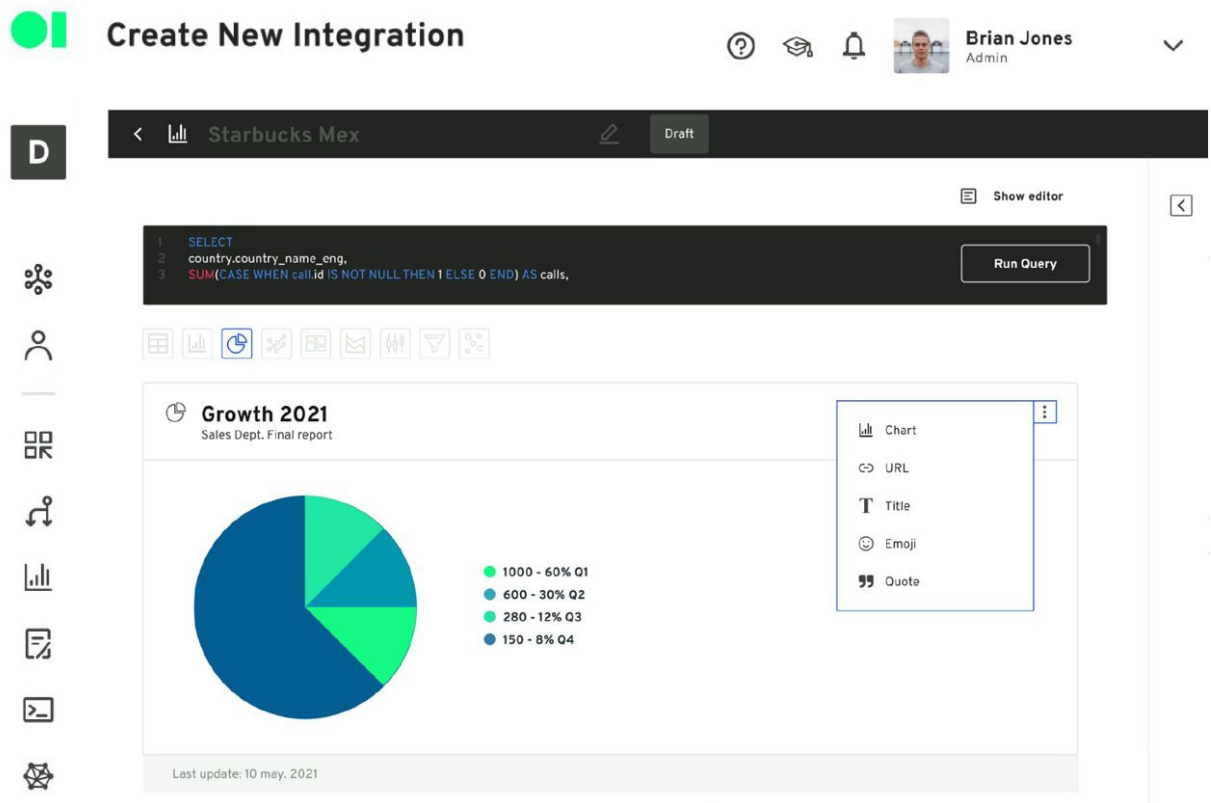 Create New Integration
Brian Jones
Admin
D
Starbucks Mex
Draft
Show editor
1 SELECT
2 country.country_name_eng,
3 SUM(CASE WHEN call.id IS NOT NULL THEN 1 ELSE 0 END) AS calls,
Run Query
Growth 2021
Sales Dept. Final report
Chart
URL
T Title
Emoji
Quote
1000 - 60% Q1
600 - 30% Q2
280 - 12% Q3
150 - 8% Q4
Last update: 10 may. 2021